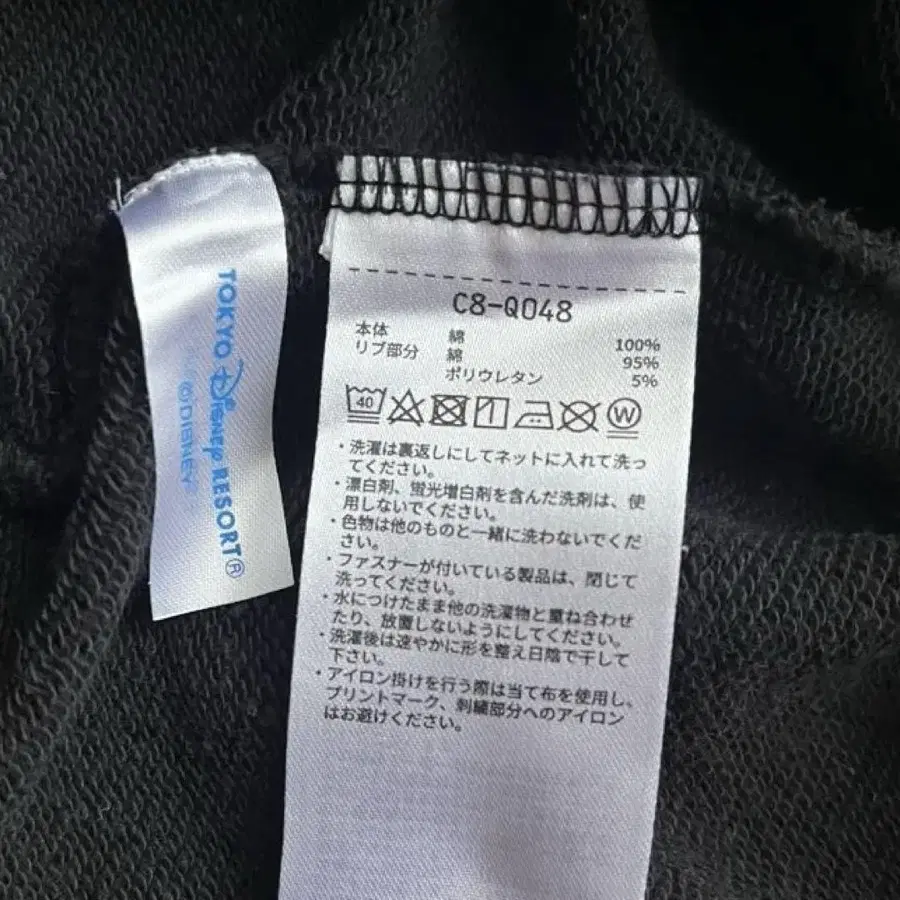 TOKYO Disney RESORT®
©DISNEY
C8-Q048
本体 綿 100%
リブ部分 綿 95%
ポリウレタン 5%
40
W
・洗濯は裏返しにしてネットに入れて洗っ
てください。
・漂白剤、蛍光増白剤を含んだ洗剤は、使
用しないでください。
・色物は他のものと一緒に洗わないでくだ
さい。
・ファスナーが付いている製品は、閉じて
洗ってください。
・水につけたまま他の洗濯物と重ね合わせ
たり、放置しないようにしてください。
・洗濯後は速やかに形を整え日陰で干して
下さい。
・アイロン掛けを行う際は当て布を使用し、
プリントマーク、刺繍部分へのアイロン
はお避けください。